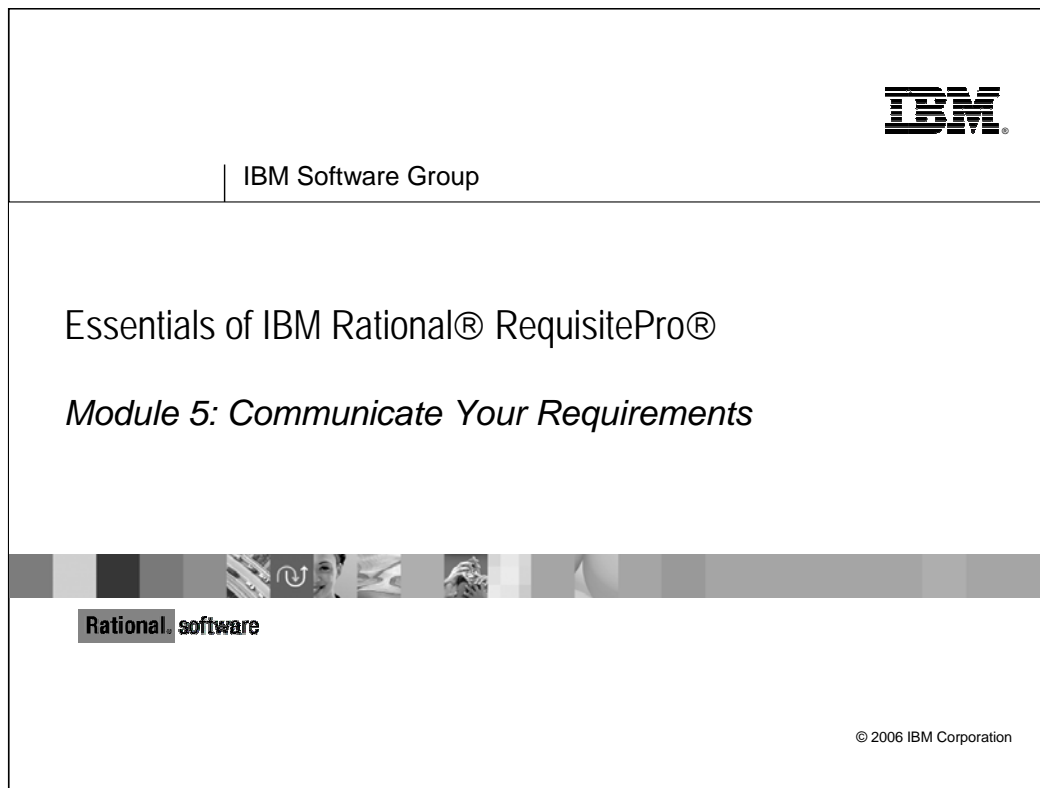 IBM®
IBM Software Group
Essentials of IBM Rational® RequisitePro®
Module 5: Communicate Your Requirements
Rational® software
© 2006 IBM Corporation